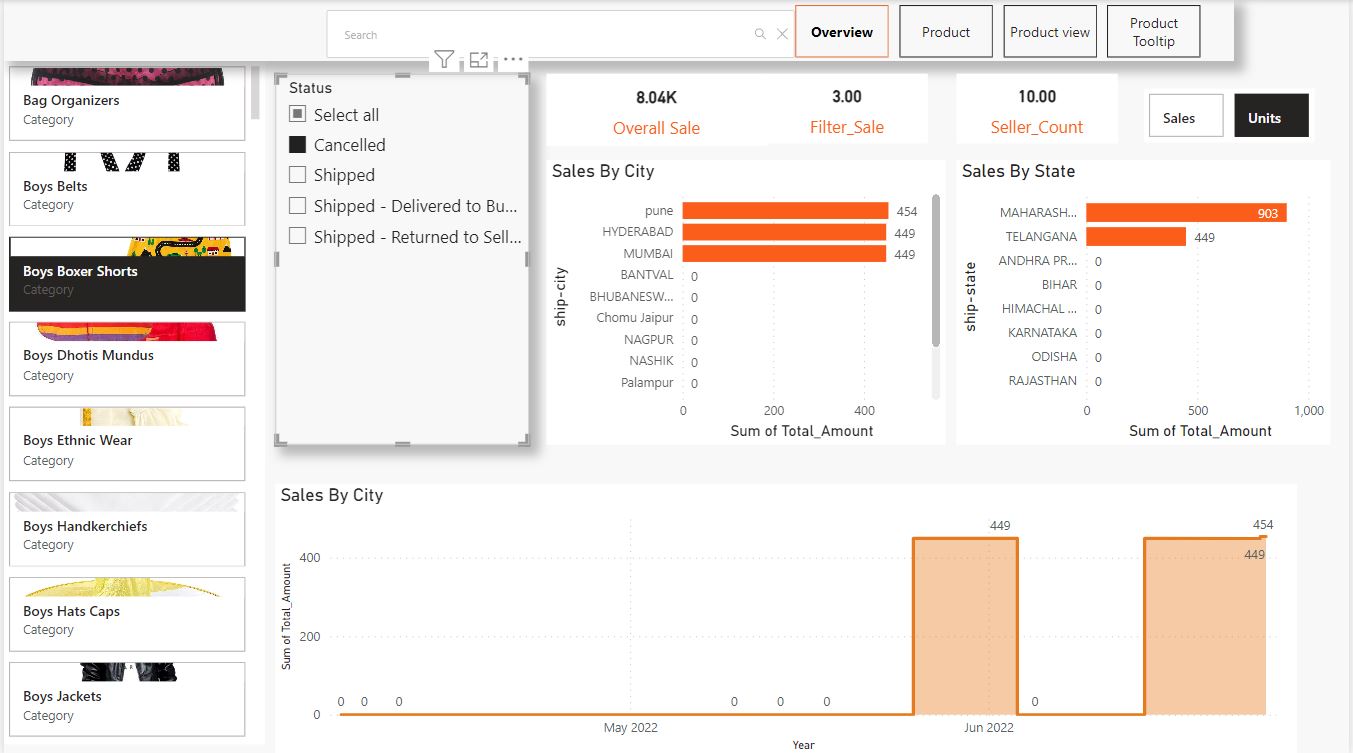 Search
Overview
Product
Product view
Product
Tooltip
Bag Organizers
Category
Boys Belts
Category
Boys Boxer Shorts
Category
Boys Dhotis Mundus
Category
Boys Ethnic Wear
Category
Boys Handkerchiefs
Category
Boys Hats Caps
Category
Boys Jackets
Category
Status
Select all
Cancelled
Shipped
Shipped - Delivered to Bu...
Shipped - Returned to Sell...
8.04K
Overall Sale
3.00
Filter_Sale
10.00
Seller_Count
Sales
Units
Sales By City
ship-city
pune 454
HYDERABAD 449
MUMBAI 449
BANTVAL 0
BHUBANESW... 0
Chomu Jaipur 0
NAGPUR 0
NASHIK 0
Palampur 0
0 200 400
Sum of Total_Amount
Sales By State
ship-state
MAHARASH... 903
TELANGANA 449
ANDHRA PR... 0
BIHAR 0
HIMACHAL ... 0
KARNATAKA 0
ODISHA 0
RAJASTHAN 0
0 500 1,000
Sum of Total_Amount
Sales By City
Sum of Total_Amount
449 454
400 449
200
0 0 0 0 0 0 0
0
May 2022 Jun 2022
Year